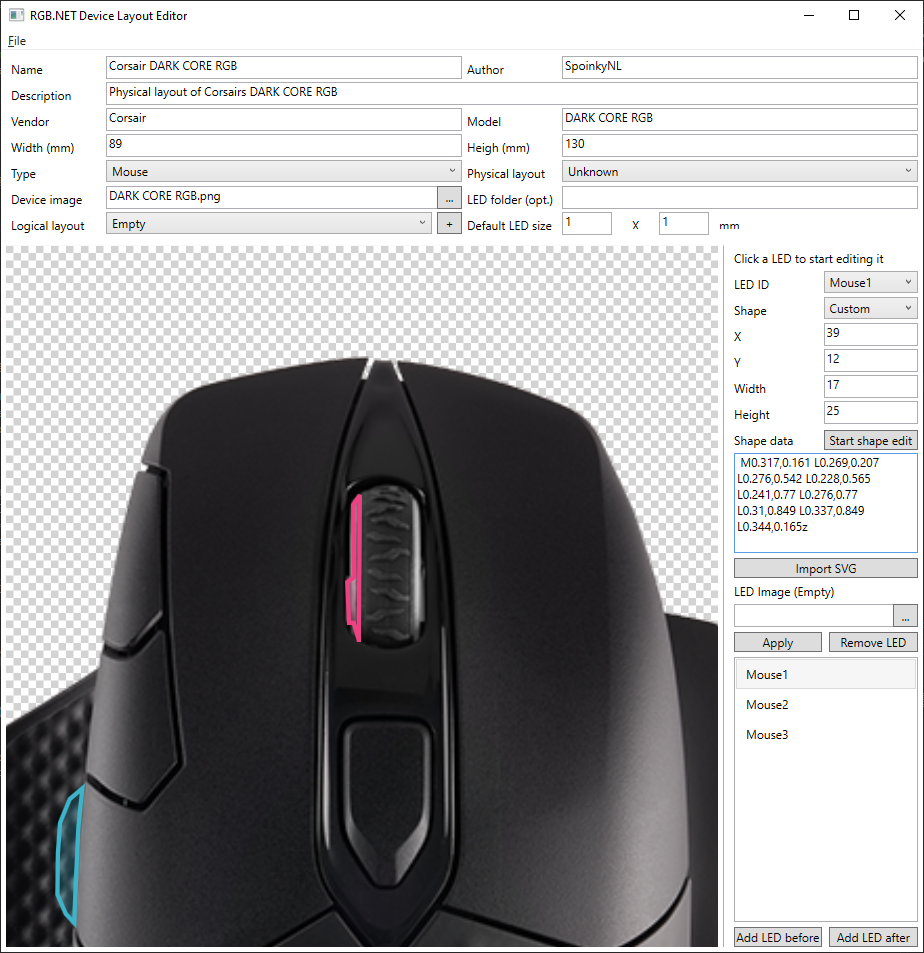 RGB.NET Device Layout Editor
File
Name Corsair DARK CORE RGB Author SpoinkyNL
Description Physical layout of Corsairs DARK CORE RGB
Vendor Corsair Model DARK CORE RGB
Width (mm) 89 Heigh (mm) 130
Type Mouse Physical layout Unknown
Device image DARK CORE RGB.png ... LED folder (opt.)
Logical layout Empty + Default LED size 1 X 1 mm
Click a LED to start editing it
LED ID Mouse1
Shape Custom
X 39
Y 12
Width 17
Height 25
Shape data Start shape edit
M0.317,0.161 L0.269,0.207
L0.276,0.542 L0.228,0.565
L0.241,0.77 L0.276,0.77
L0.31,0.849 L0.337,0.849
L0.344,0.165z
Import SVG
LED Image (Empty)
...
Apply Remove LED
Mouse1
Mouse2
Mouse3
Add LED before Add LED after